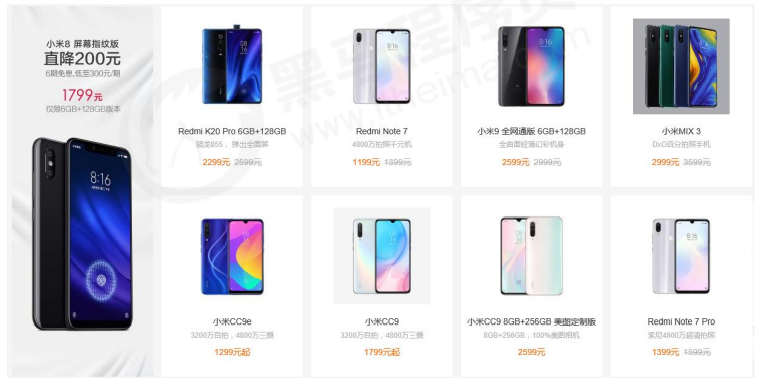 小米8 屏幕指纹版
直降200元
6期免息,低至300元/期
1799元
仅限6GB+128GB版本
8:16
Redmi K20 Pro 6GB+128GB
骁龙855 , 弹出全面屏
2299元 2599元
Redmi Note 7
4800万拍照千元机
1199元 1399元
小米9 全网通版 6GB+128GB
全曲面轻薄幻彩机身
2599元 2999元
小米MIX 3
DxO百分拍照手机
2999元 3599元
小米CC9e
3200万自拍 , 4800万三摄
1299元起
小米CC9
3200万自拍 , 4800万三摄
1799元起
小米CC9 8GB+256GB 美图定制版
8GB+256GB , 100%美图相机
2599元
Redmi Note 7 Pro
索尼4800万超清拍照
1399元 1599元
黑马程序员
www.itheima.com